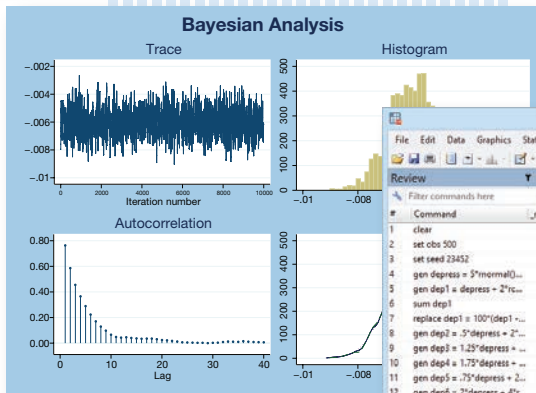 Bayesian Analysis
Trace
−.002
−.004
−.006
−.008
−.01
0 2000 4000 6000 8000 10000
Iteration number
Histogram
500
400
300
200
100
0
−.01 −.008
Autocorrelation
0.80
0.60
0.40
0.20
0.00
0 10 20 30 40
Lag
500
400
300
200
100
0
−.01 −.008
File Edit Data Graphics
Review
Filter commands here
# Command
1 clear
2 set obs 500
3 set seed 23452
4 gen depress = 5*rnormal()...
5 gen dep1 = depress + 2*rc...
6 sum dep1
7 replace dep1 = 100*(dep1 -...
8 gen dep2 = .5*depress + 2*...
9 gen dep3 = 1.25*depress + ...
10 gen dep4 = 1.75*depress + ...
11 gen dep5 = .75*depress + 2...
12